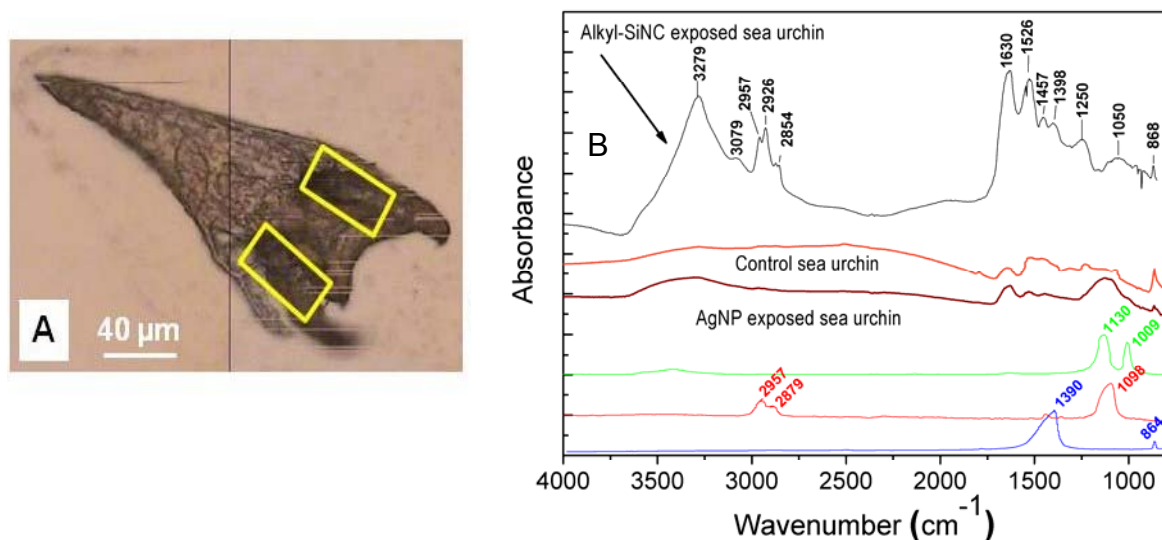 A
40 µm
B
Alkyl-SiNC exposed sea urchin
3279
3079
2957
2926
2854
1630
1526
1457
1398
1250
1050
868
Control sea urchin
AgNP exposed sea urchin
1130
1009
2957
2879
1098
1390
864
Absorbance
4000 3500 3000 2500 2000 1500 1000
Wavenumber (cm⁻¹)